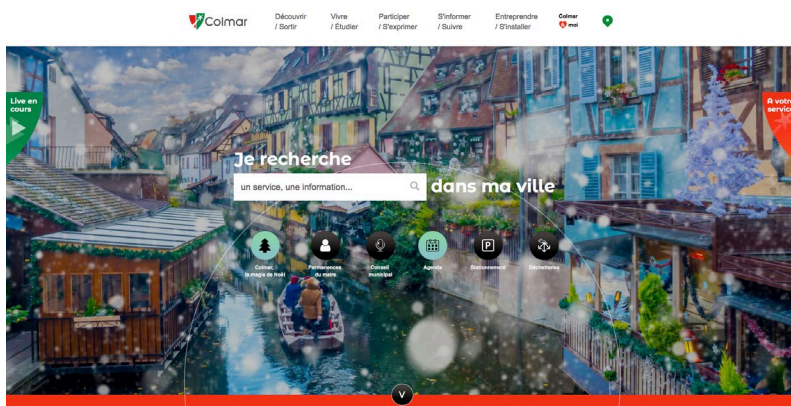 Colmar
Découvrir
/ Sortir
Vivre
/ Étudier
Participer
/ S'exprimer
S'informer
/ Suivre
Entreprendre
/ S'installer
Colmar
& moi
Live en
cours
A votre
service
Je recherche
un service, une information...
dans ma ville
Colmar,
la magie de Noël
Permanences
du maire
Conseil
municipal
Agenda
P
Stationnement
Déchetteries
V